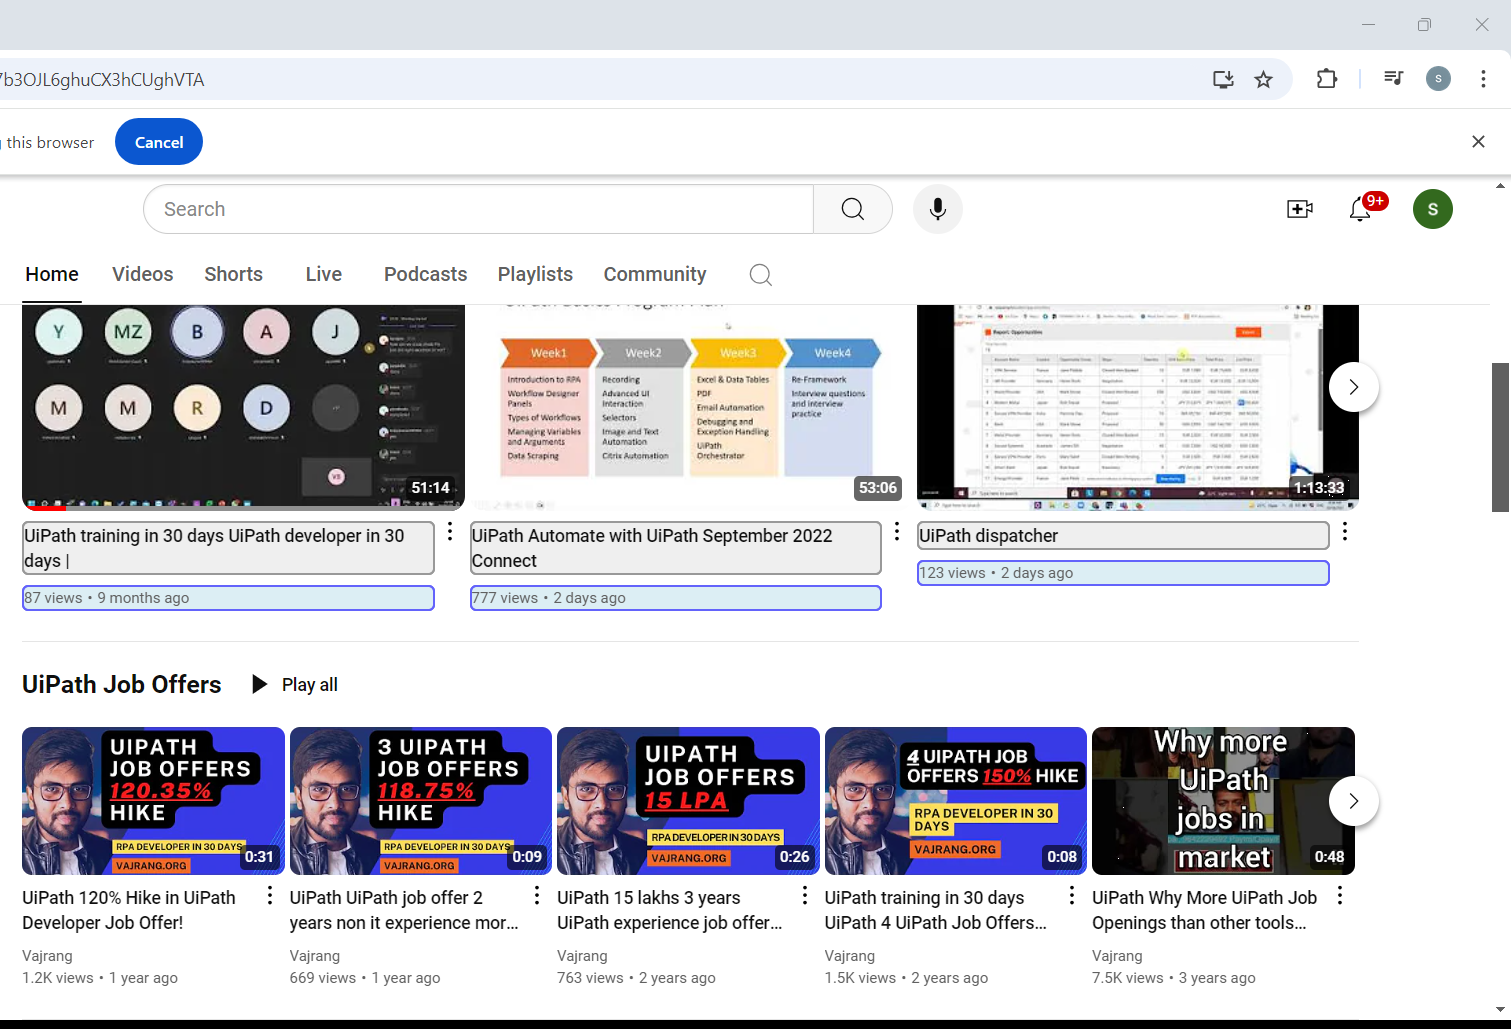 7b3OJL6ghuCX3hCUghVTA
S
this browser
Cancel
Search
9+
S
Home Videos Shorts Live Podcasts Playlists Community
Y MZ B A J
M M R D
VS
51:14
Week1 Week2 Week3 Week4
Introduction to RPA
Workflow Designer
Panels
Types of Workflows
Managing Variables
and Arguments
Data Scraping
Recording
Advanced UI
Interaction
Selectors
Image and Text
Automation
Citrix Automation
Excel & Data Tables
PDF
Email Automation
Debugging and
Exception Handling
UiPath
Orchestrator
Re-Framework
Interview questions
and interview
practice
53:06
Report: Opportunities
1:13:33
UiPath training in 30 days UiPath developer in 30
days |
87 views • 9 months ago
UiPath Automate with UiPath September 2022
Connect
777 views • 2 days ago
UiPath dispatcher
123 views • 2 days ago
UiPath Job Offers Play all
UIPATH
JOB OFFERS
120.35%
HIKE
RPA DEVELOPER IN 30 DAYS
VAJRANG.ORG
0:31
3 UIPATH
JOB OFFERS
118.75%
HIKE
RPA DEVELOPER IN 30 DAYS
VAJRANG.ORG
0:09
UIPATH
JOB OFFERS
15 LPA
RPA DEVELOPER IN 30 DAYS
VAJRANG.ORG
0:26
4 UIPATH JOB
OFFERS 150% HIKE
RPA DEVELOPER IN 30
DAYS
VAJRANG.ORG
0:08
Why more
UiPath
jobs in
market
0:48
UiPath 120% Hike in UiPath
Developer Job Offer!
Vajrang
1.2K views • 1 year ago
UiPath UiPath job offer 2
years non it experience mor...
Vajrang
669 views • 1 year ago
UiPath 15 lakhs 3 years
UiPath experience job offer...
Vajrang
763 views • 2 years ago
UiPath training in 30 days
UiPath 4 UiPath Job Offers...
Vajrang
1.5K views • 2 years ago
UiPath Why More UiPath Job
Openings than other tools...
Vajrang
7.5K views • 3 years ago